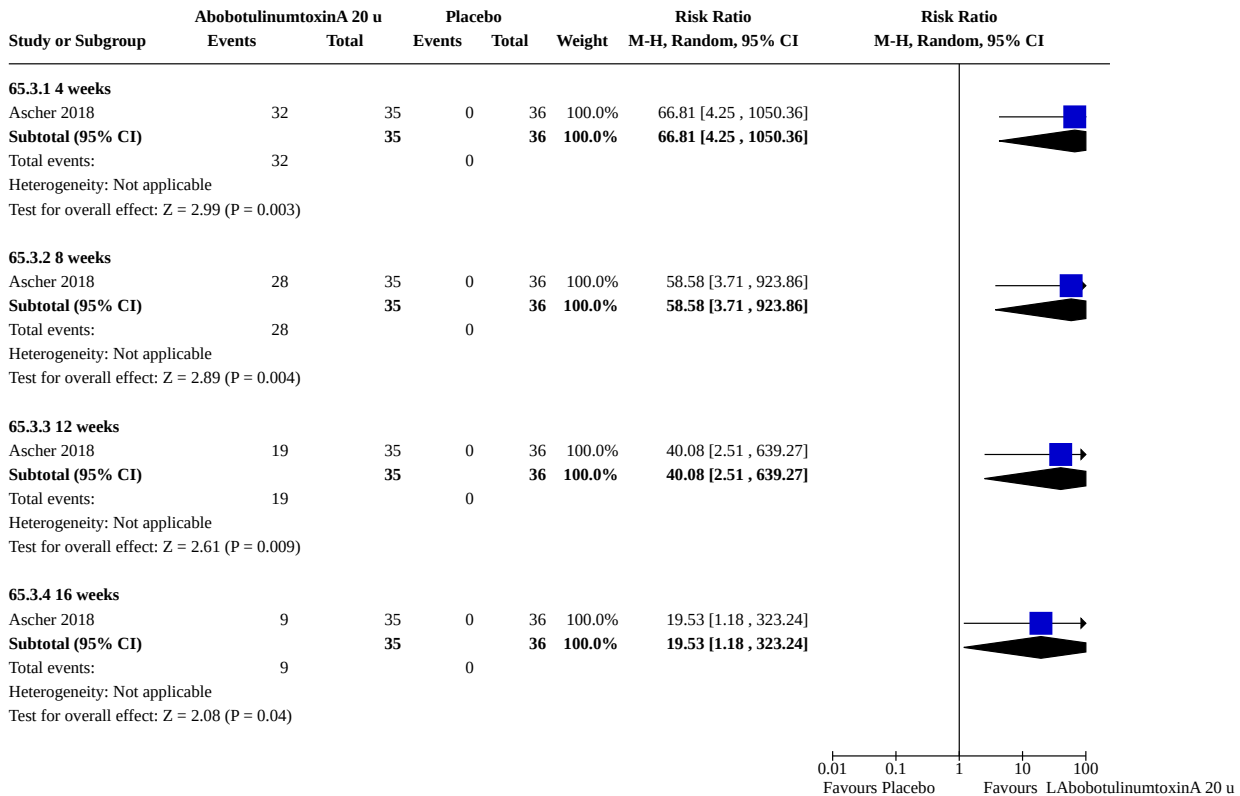 AbobotulinumtoxinA 20 u Placebo Risk Ratio Risk Ratio
Study or Subgroup Events Total Events Total Weight M-H, Random, 95% CI M-H, Random, 95% CI
65.3.1 4 weeks
Ascher 2018 32 35 0 36 100.0% 66.81 [4.25 , 1050.36]
Subtotal (95% CI) 35 36 100.0% 66.81 [4.25 , 1050.36]
Total events: 32 0
Heterogeneity: Not applicable
Test for overall effect: Z = 2.99 (P = 0.003)
65.3.2 8 weeks
Ascher 2018 28 35 0 36 100.0% 58.58 [3.71 , 923.86]
Subtotal (95% CI) 35 36 100.0% 58.58 [3.71 , 923.86]
Total events: 28 0
Heterogeneity: Not applicable
Test for overall effect: Z = 2.89 (P = 0.004)
65.3.3 12 weeks
Ascher 2018 19 35 0 36 100.0% 40.08 [2.51 , 639.27]
Subtotal (95% CI) 35 36 100.0% 40.08 [2.51 , 639.27]
Total events: 19 0
Heterogeneity: Not applicable
Test for overall effect: Z = 2.61 (P = 0.009)
65.3.4 16 weeks
Ascher 2018 9 35 0 36 100.0% 19.53 [1.18 , 323.24]
Subtotal (95% CI) 35 36 100.0% 19.53 [1.18 , 323.24]
Total events: 9 0
Heterogeneity: Not applicable
Test for overall effect: Z = 2.08 (P = 0.04)
0.01 0.1 1 10 100
Favours Placebo Favours LAbobotulinumtoxinA 20 u